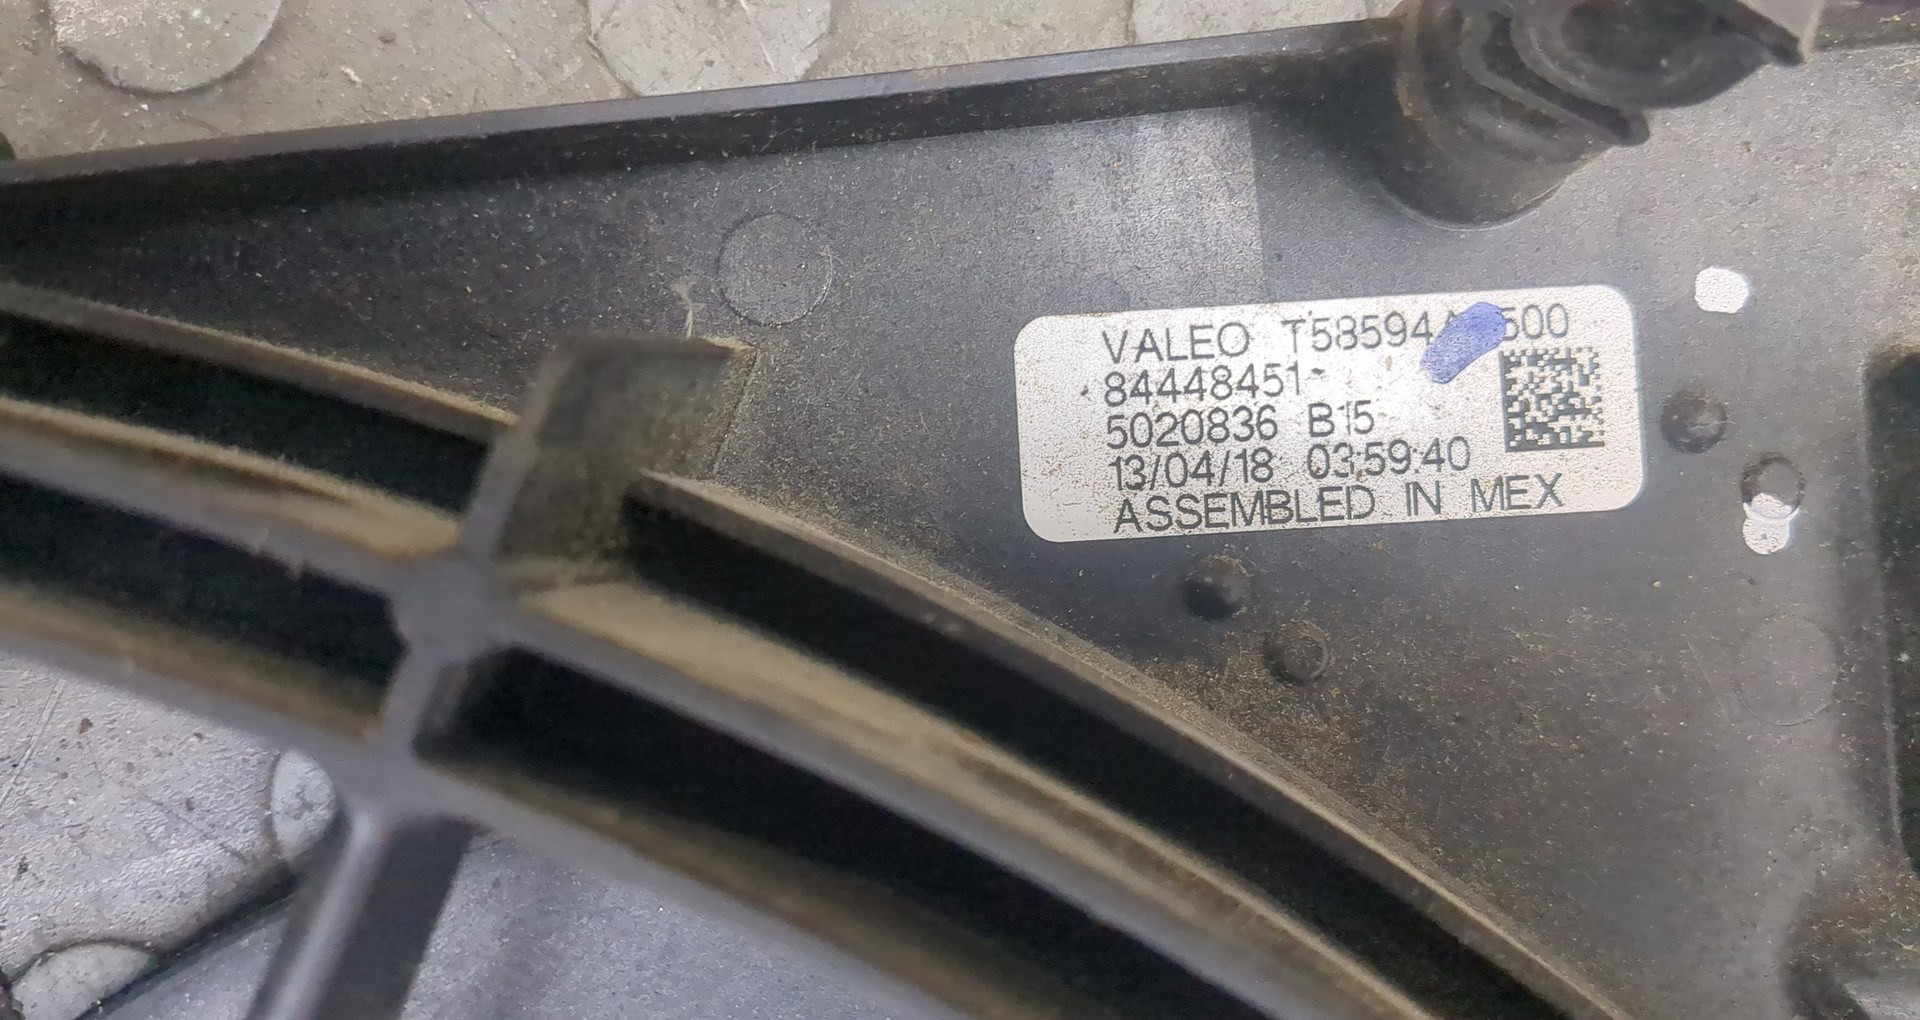 VALEO
84448451
5020836 B15
13/04/18 03:59:40
ASSEMBLED IN MEX